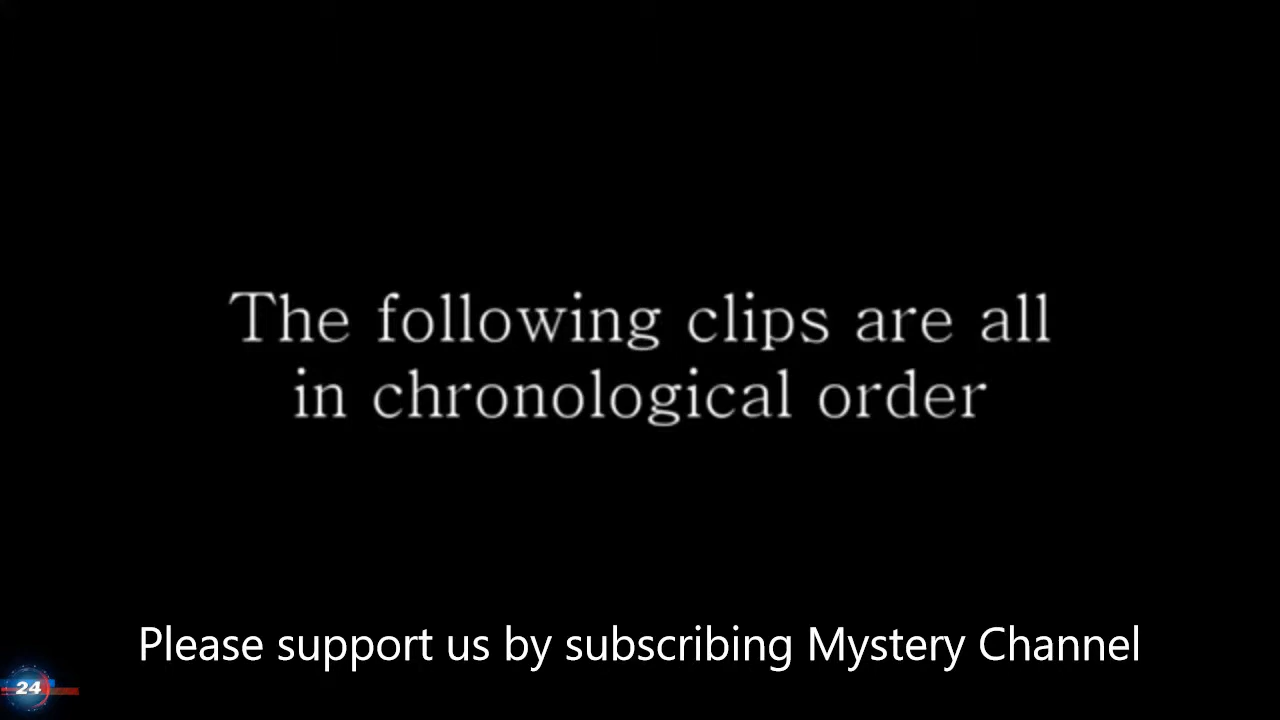 The following clips are all
in chronological order
Please support us by subscribing Mystery Channel
24